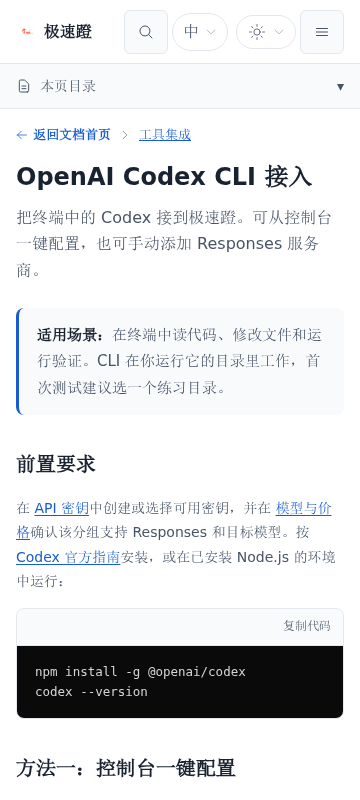 极速蹬
中
本页目录
返回文档首页
工具集成
OpenAI Codex CLI 接入
把终端中的 Codex 接到极速蹬。可从控制台
一键配置，也可手动添加 Responses 服务
商。
适用场景：在终端中读代码、修改文件和运
行验证。CLI 在你运行它的目录里工作，首
次测试建议选一个练习目录。
前置要求
在 API 密钥中创建或选择可用密钥，并在 模型与价
格确认该分组支持 Responses 和目标模型。按
Codex 官方指南安装，或在已安装 Node.js 的环境
中运行：
复制代码
npm install -g @openai/codex
codex --version
方法一：控制台一键配置